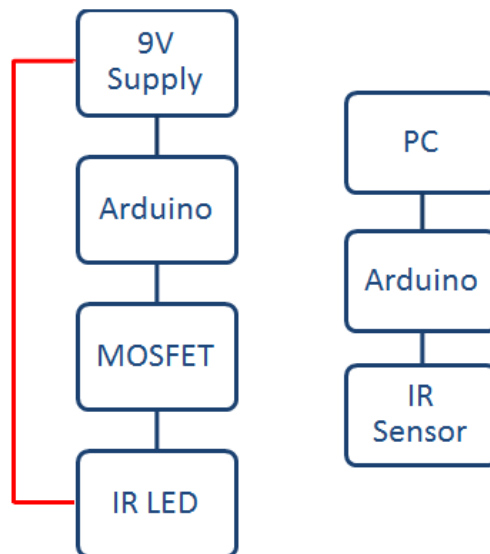 9V
Supply
Arduino
MOSFET
IR LED
PC
Arduino
IR
Sensor